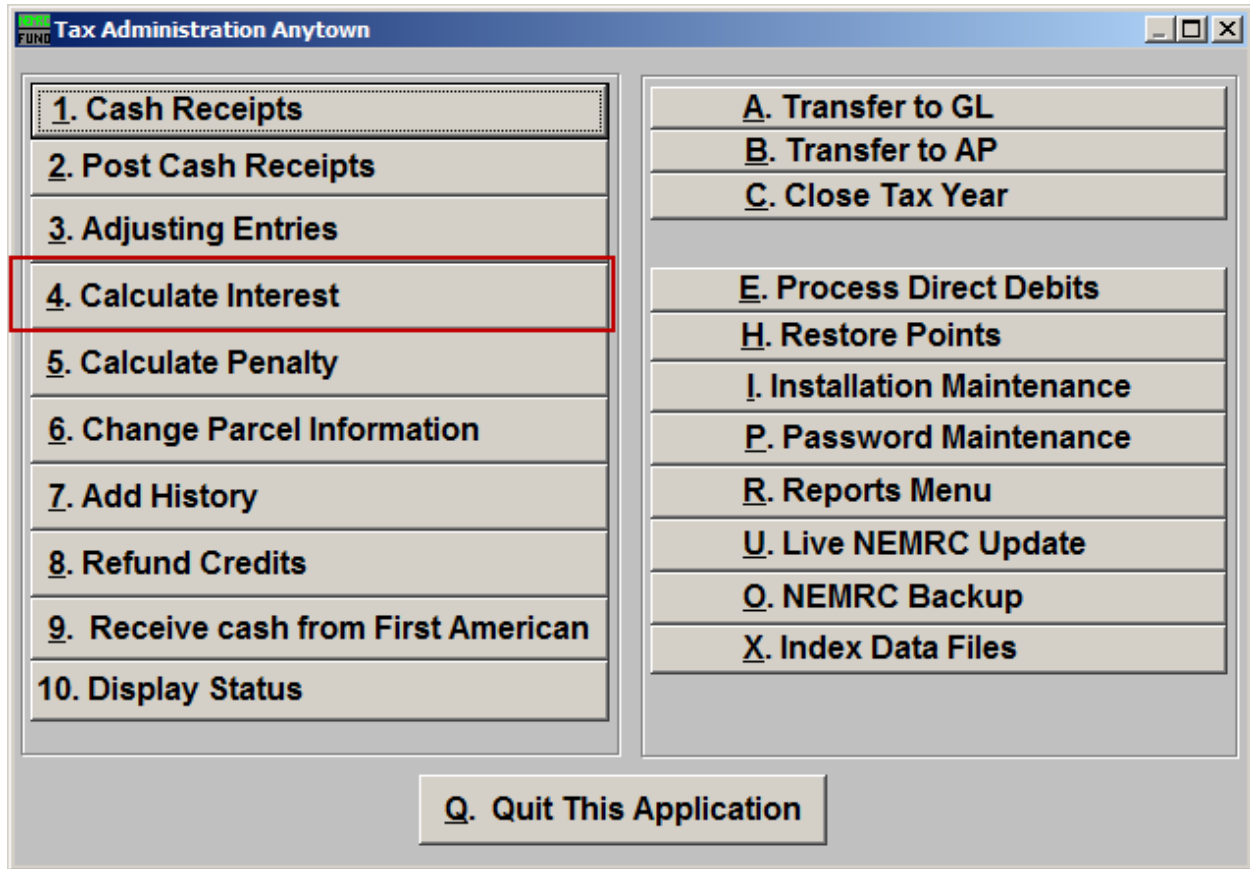 NEMRC
FUND
Tax Administration Anytown
1. Cash Receipts
2. Post Cash Receipts
3. Adjusting Entries
4. Calculate Interest
5. Calculate Penalty
6. Change Parcel Information
7. Add History
8. Refund Credits
9. Receive cash from First American
10. Display Status
A. Transfer to GL
B. Transfer to AP
C. Close Tax Year
E. Process Direct Debits
H. Restore Points
I. Installation Maintenance
P. Password Maintenance
R. Reports Menu
U. Live NEMRC Update
O. NEMRC Backup
X. Index Data Files
Q. Quit This Application